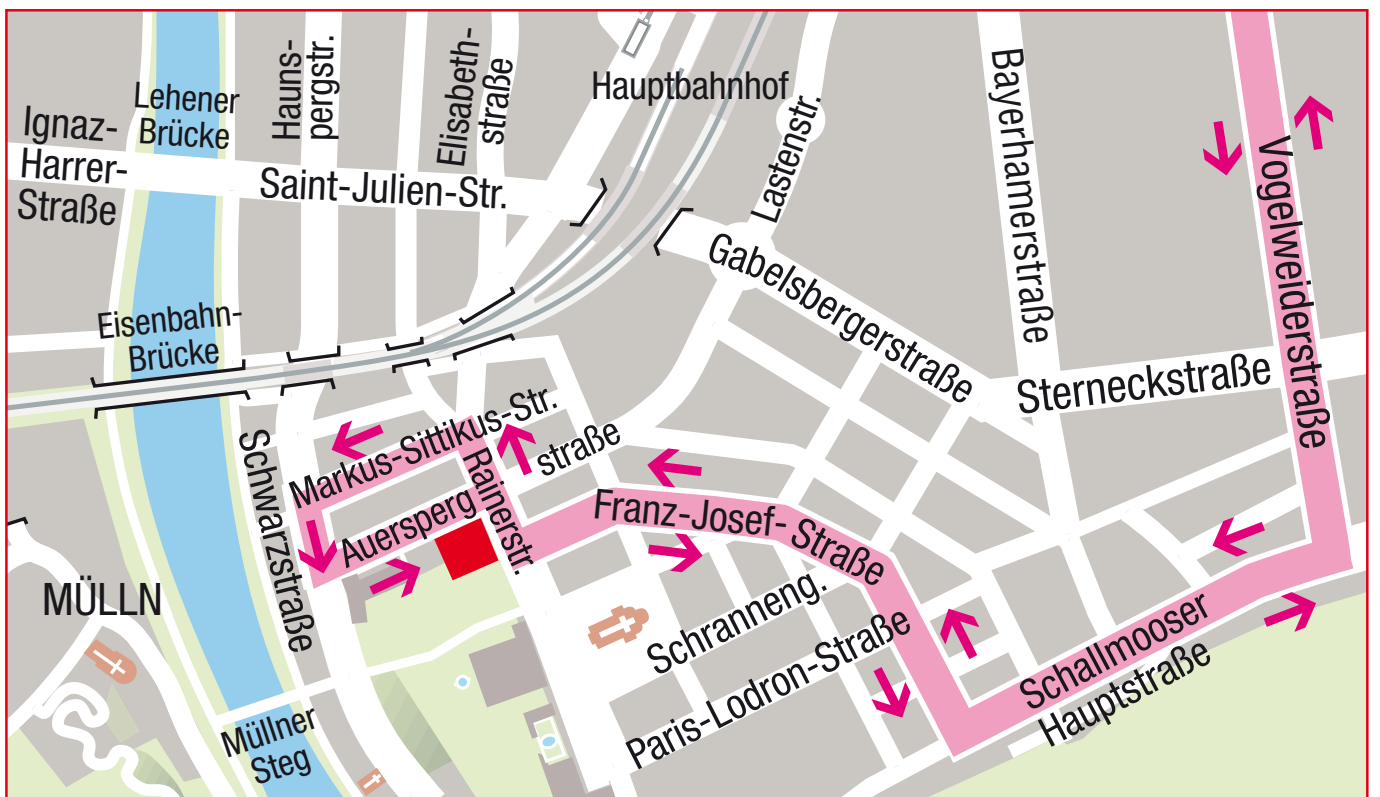 Hauns-
pergstr.
Elisabeth-
straße
Hauptbahnhof
Lehener
Brücke
Ignaz-
Harrer-
Straße
Saint-Julien-Str.
Lastenstr.
Bayerhamerstraße
Vogelweiderstraße
Gabelsbergerstraße
Eisenbahn-
Brücke
Sterneckstraße
Markus-Sittikus-Str.
Schwarzstraße
Auersperg
straße
Rainerstr.
Franz-Josef- Straße
MÜLLN
Schranneng.
Paris-Lodron-Straße
Schallmooser
Hauptstraße
Müllner
Steg